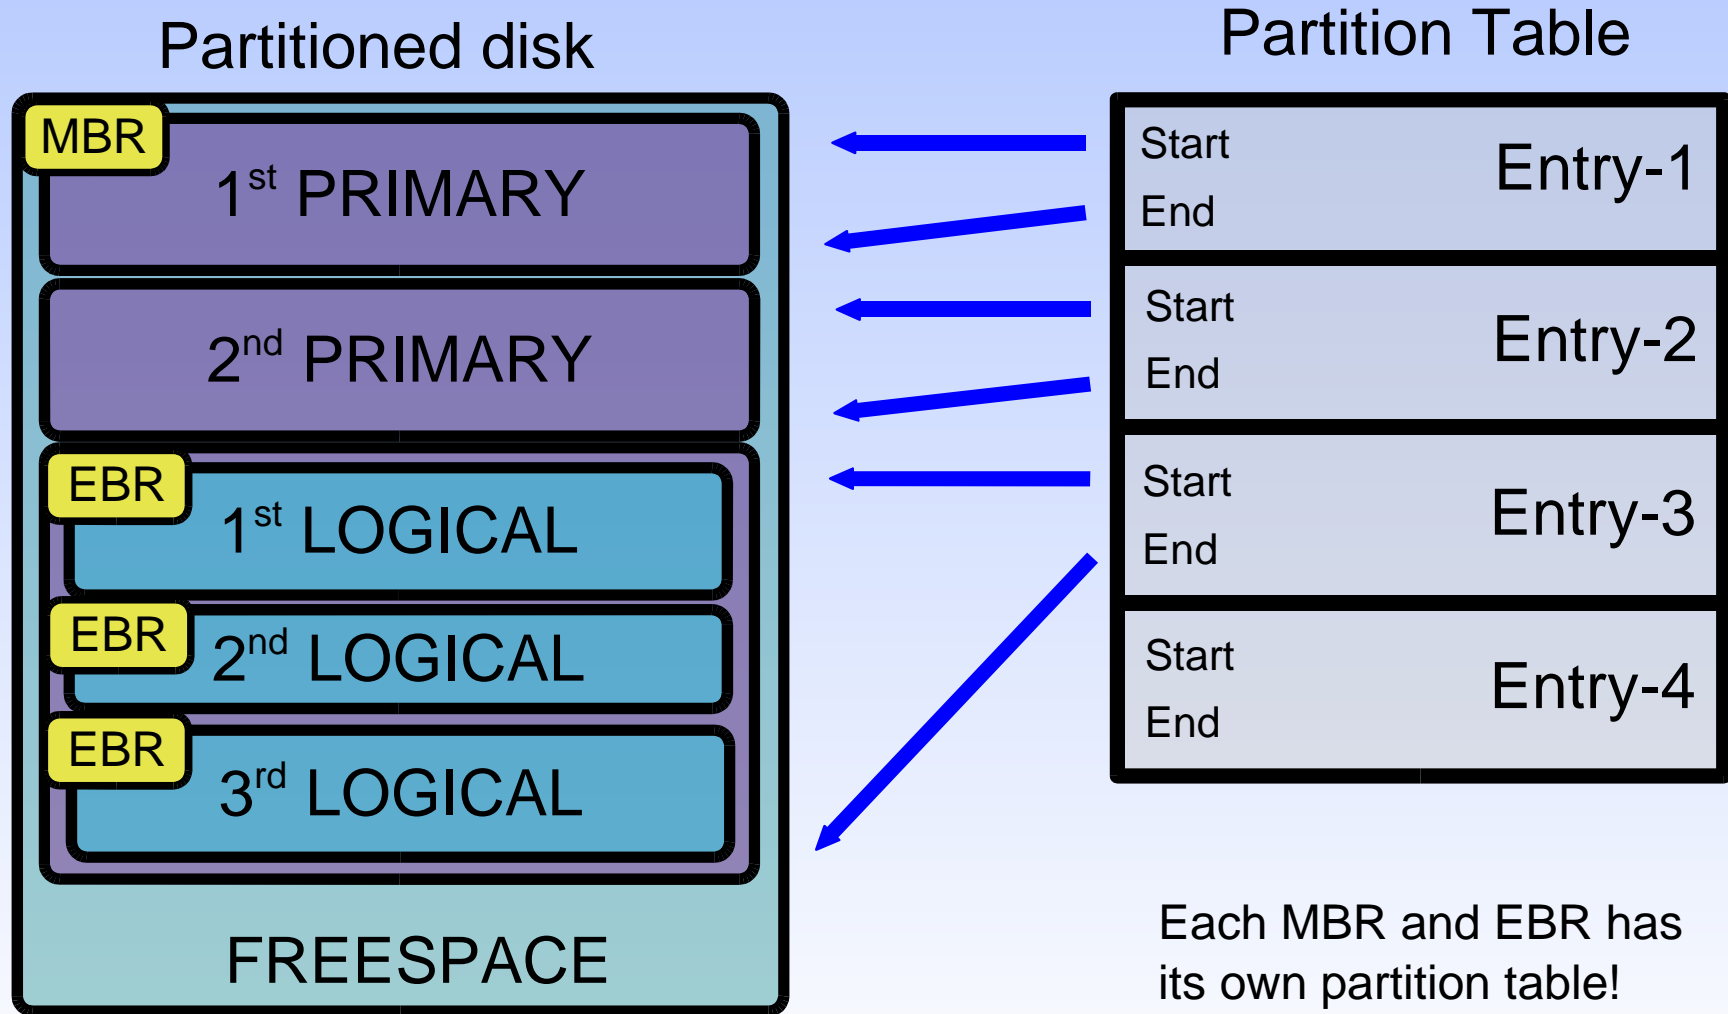 Partitioned disk
MBR
1st PRIMARY
2nd PRIMARY
EBR
1st LOGICAL
EBR
2nd LOGICAL
EBR
3rd LOGICAL
FREESPACE
Partition Table
Start
End
Entry-1
Start
End
Entry-2
Start
End
Entry-3
Start
End
Entry-4
Each MBR and EBR has
its own partition table!